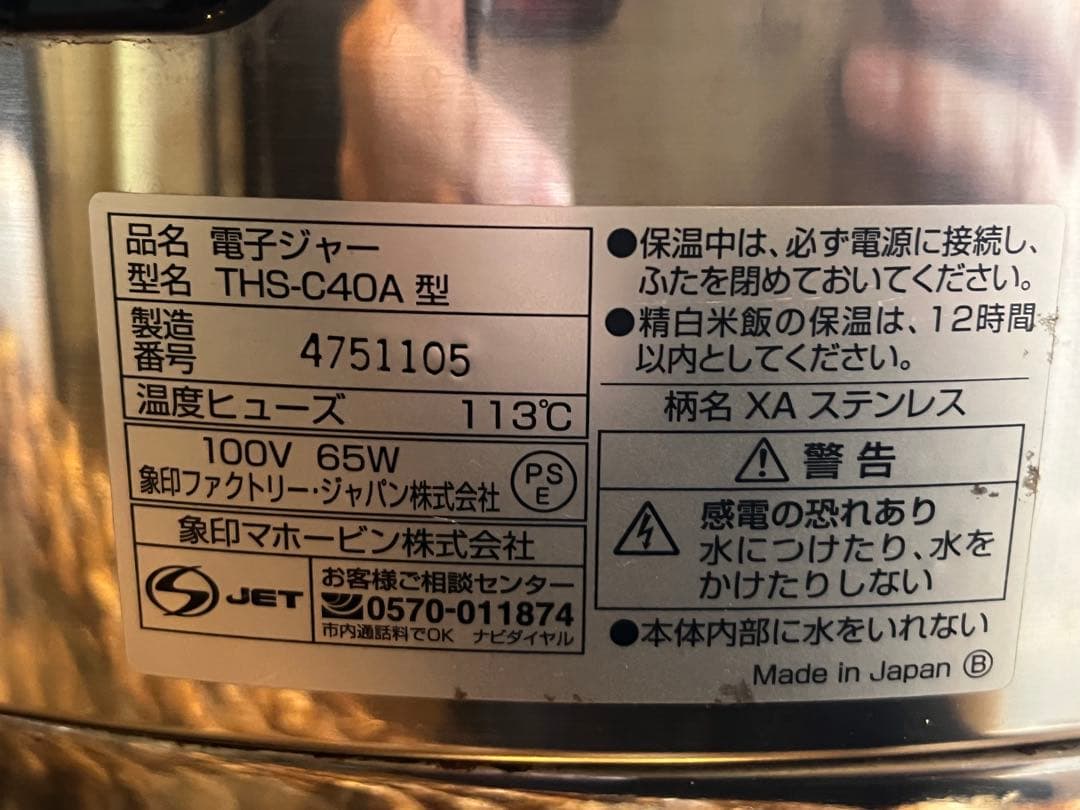 品名 電子ジャー
型名 THS-C40A 型
製造
番号 4751105
温度ヒューズ 113℃
100V 65W
象印ファクトリー・ジャパン株式会社
PS
E
象印マホービン株式会社
JET
お客様ご相談センター
0570-011874
市内通話料でOK ナビダイヤル
●保温中は、必ず電源に接続し、
ふたを閉めておいてください。
●精白米飯の保温は、12時間
以内としてください。
柄名 XA ステンレス
警告
感電の恐れあり
水につけたり、水を
かけたりしない
●本体内部に水をいれない
Made in Japan Ⓑ